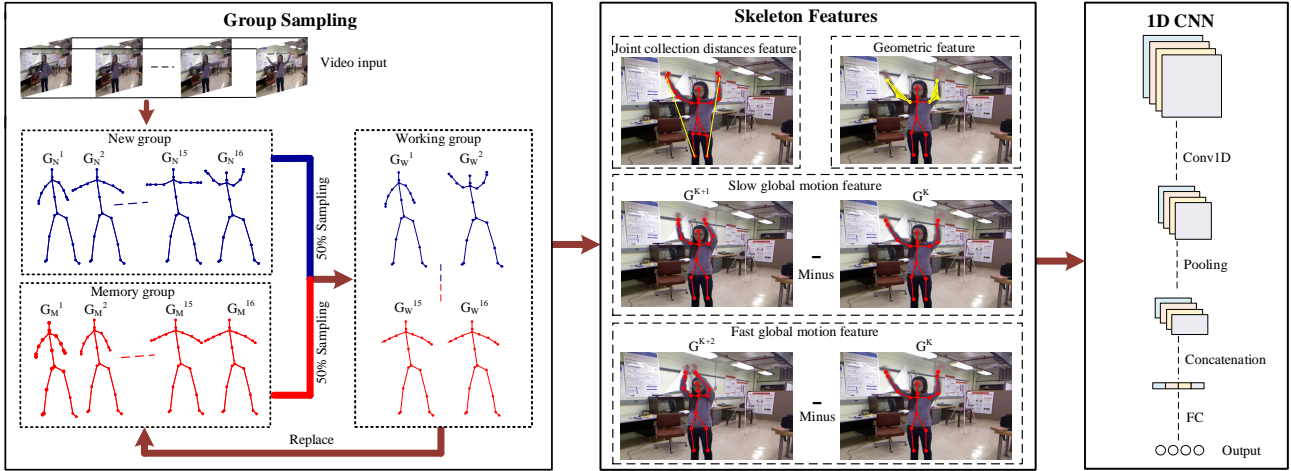 Group Sampling
Video input
New group
G_N^1
G_N^2
G_N^15
G_N^16
Memory group
G_M^1
G_M^2
G_M^15
G_M^16
50% Sampling
50% Sampling
Working group
G_W^1
G_W^2
G_W^15
G_W^16
Replace
Skeleton Features
Joint collection distances feature
Geometric feature
Slow global motion feature
G^K+1
G^K
-
Minus
Fast global motion feature
G^K+2
G^K
-
Minus
1D CNN
Conv1D
Pooling
Concatenation
FC
Output